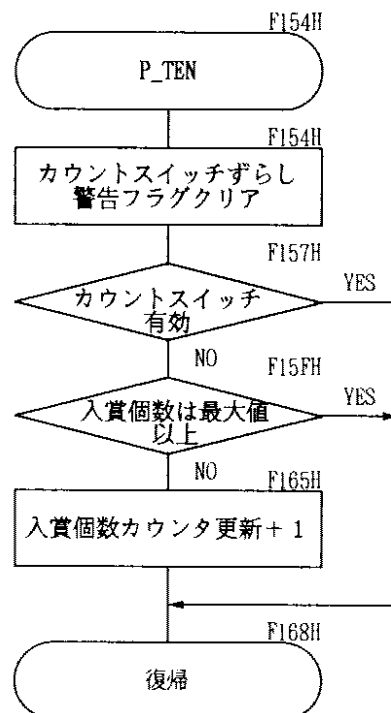 F154H
P_TEN
F154H
カウントスイッチずらし
警告フラグクリア
F157H
カウントスイッチ
有効
YES
NO
F15FH
入賞個数は最大値
以上
YES
NO
F165H
入賞個数カウンタ更新+1
F168H
復帰